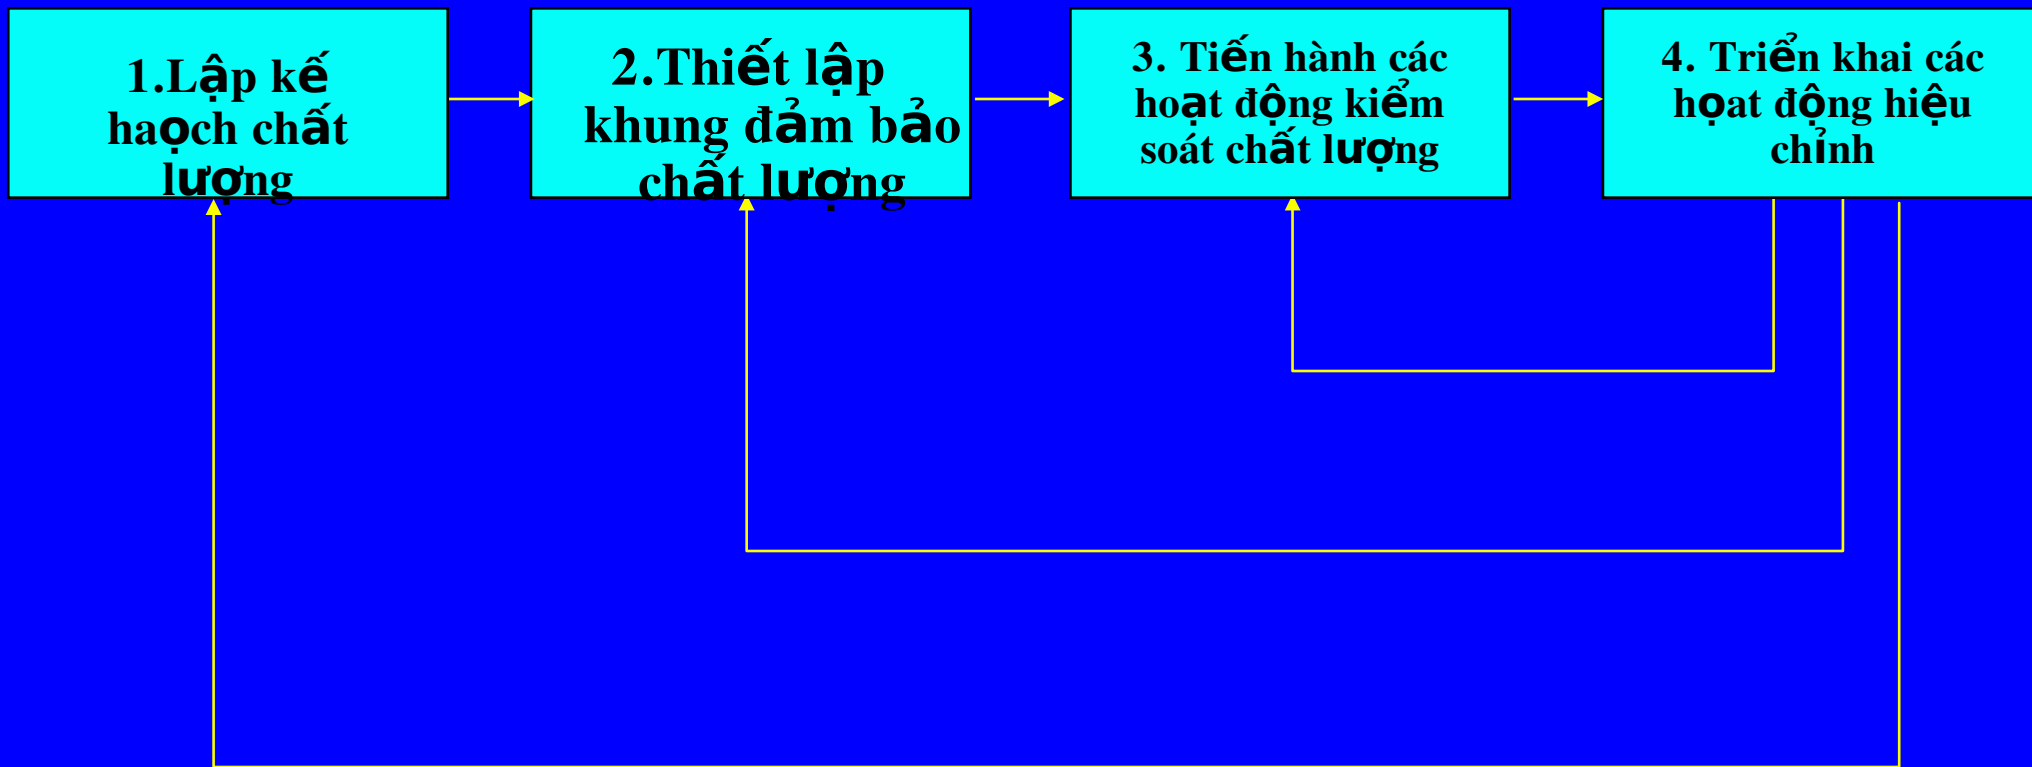 1.Lập kế
haọch chất
lượng
2.Thiết lập
khung đảm bảo
chất lượng
3. Tiến hành các
hoạt động kiểm
soát chất lượng
4. Triển khai các
họat động hiệu
chỉnh